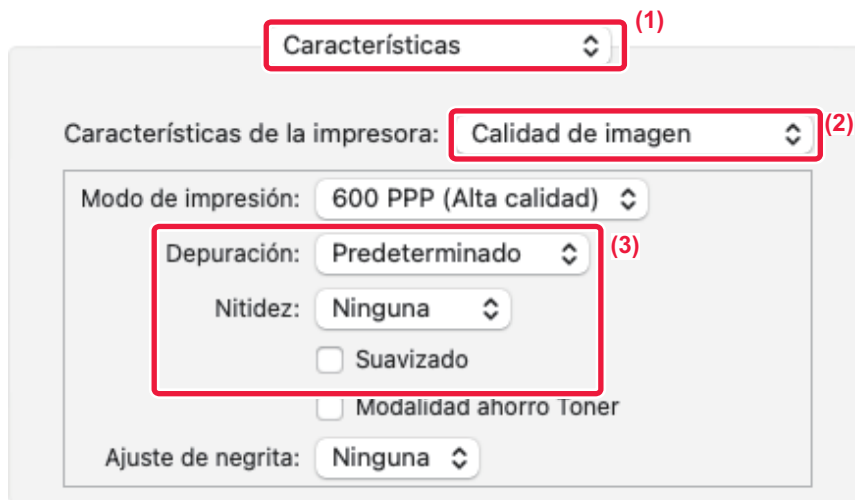 Características (1)
Características de la impresora: Calidad de imagen (2)
Modo de impresión: 600 PPP (Alta calidad)
Depuración: Predeterminado (3)
Nitidez: Ninguna
Suavizado
Modalidad ahorro Toner
Ajuste de negrita: Ninguna